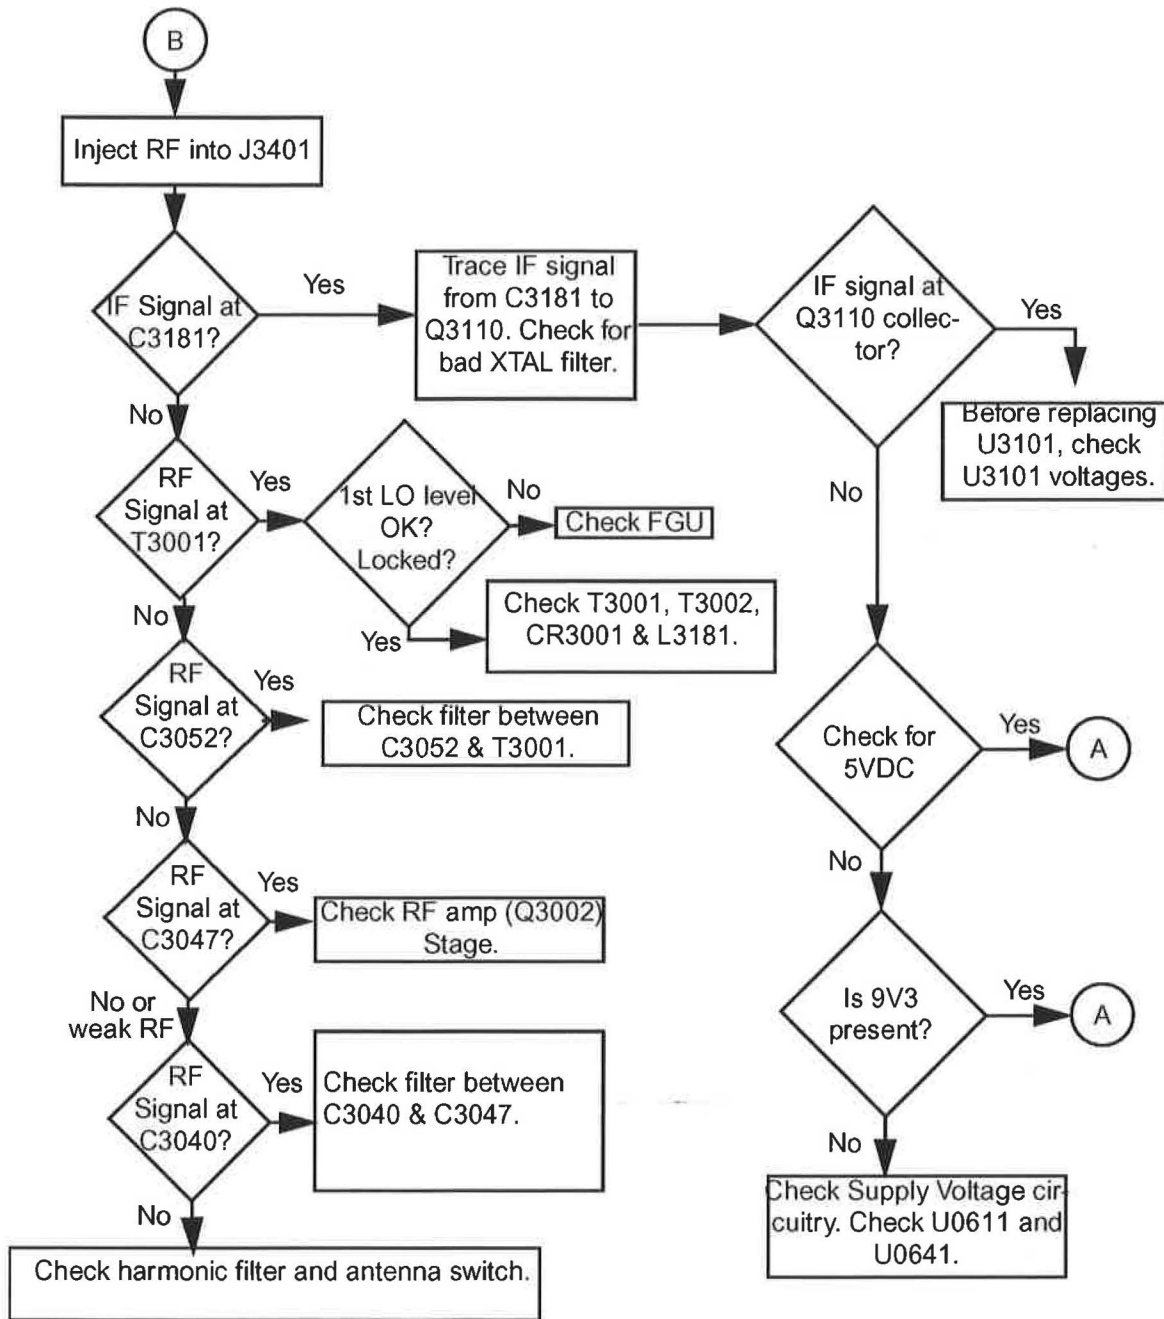 B
Inject RF into J3401
IF Signal at
C3181?
Yes
Trace IF signal
from C3181 to
Q3110. Check for
bad XTAL filter.
IF signal at
Q3110 collec-
tor?
Yes
Before replacing
U3101, check
U3101 voltages.
No
RF
Signal at
T3001?
Yes
1st LO level
OK?
Locked?
No
Check FGU
Yes
Check T3001, T3002,
CR3001 & L3181.
No
No
RF
Signal at
C3052?
Yes
Check filter between
C3052 & T3001.
Check for
5VDC
Yes
A
No
RF
Signal at
C3047?
Yes
Check RF amp (Q3002)
Stage.
No
Is 9V3
present?
Yes
A
No or
weak RF
RF
Signal at
C3040?
Yes
Check filter between
C3040 & C3047.
No
Check Supply Voltage cir-
cuitry. Check U0611 and
U0641.
No
Check harmonic filter and antenna switch.